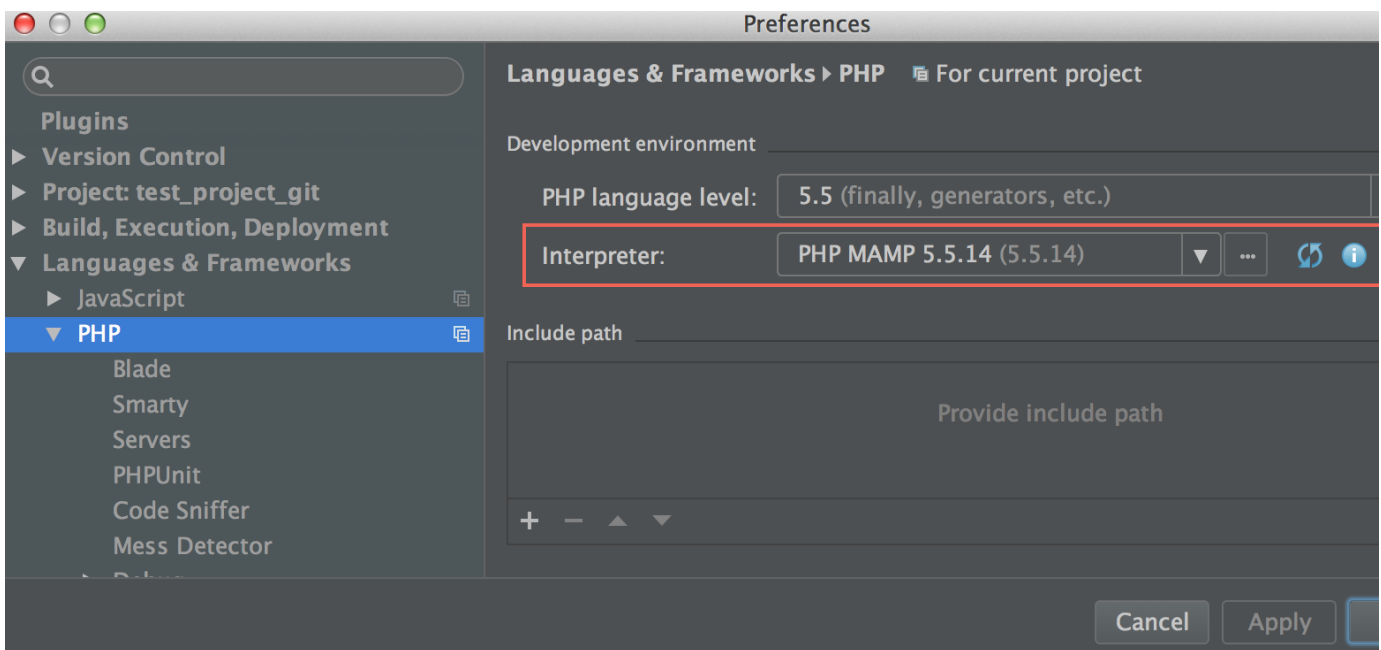 Preferences
Languages & Frameworks PHP For current project
Plugins
Version Control
Project: test_project_git
Build, Execution, Deployment
Languages & Frameworks
JavaScript
PHP
Blade
Smarty
Servers
PHPUnit
Code Sniffer
Mess Detector
Development environment
PHP language level: 5.5 (finally, generators, etc.)
Interpreter: PHP MAMP 5.5.14 (5.5.14) ...
Include path
Provide include path
Cancel Apply